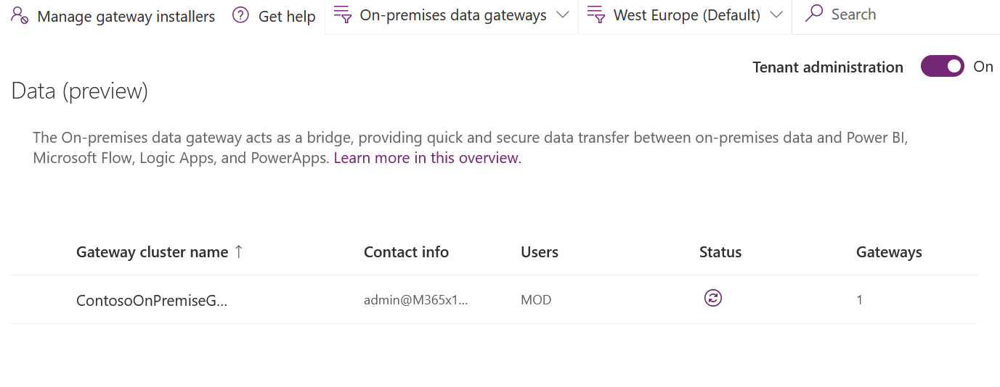 Manage gateway installers Get help On-premises data gateways West Europe (Default) Search
Tenant administration On
Data (preview)
The On-premises data gateway acts as a bridge, providing quick and secure data transfer between on-premises data and Power BI,
Microsoft Flow, Logic Apps, and PowerApps. Learn more in this overview.
Gateway cluster name ↑ Contact info Users Status Gateways
ContosoOnPremiseG... admin@M365x1... MOD 1